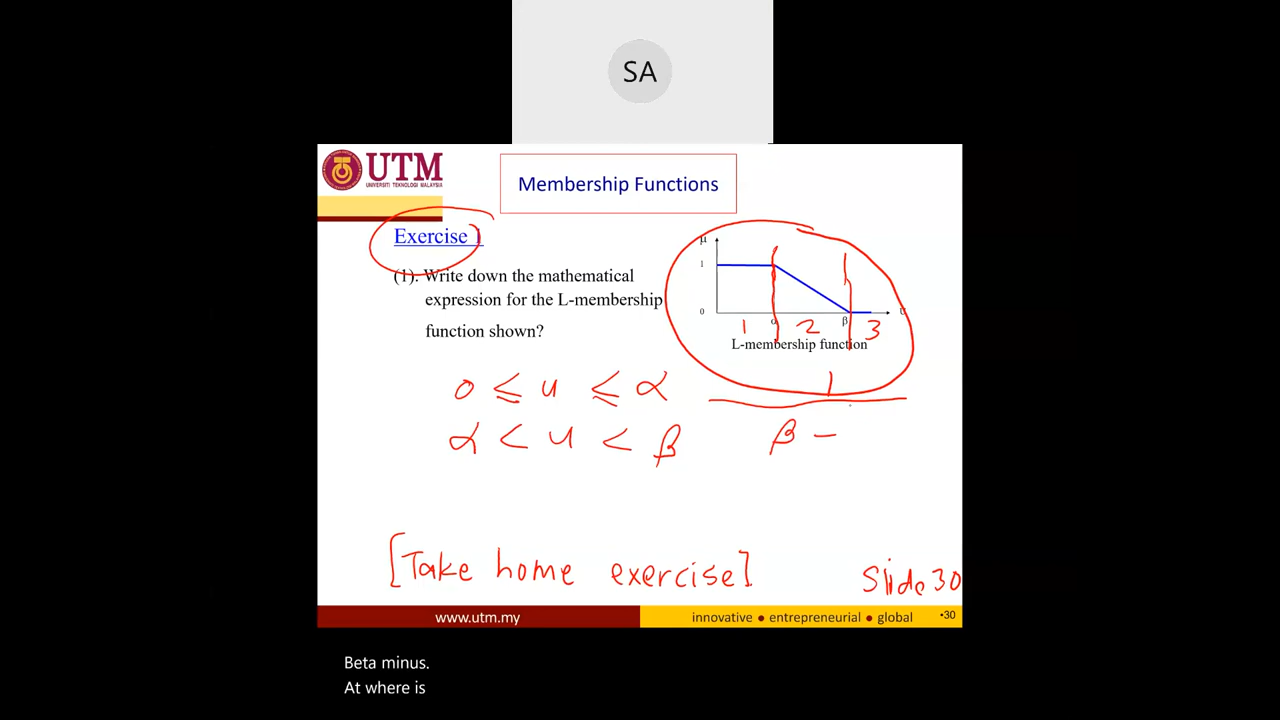 SA
UTM
UNIVERSITI TEKNOLOGI MALAYSIA
Membership Functions
Exercise 1
(1). Write down the mathematical
expression for the L-membership
function shown?
μ
1
0
α
β
U
1 2 3
L-membership function
0 ≤ u ≤ α
1
α < u < β
β −
[Take home exercise]
Slide 30
www.utm.my
innovative ● entrepreneurial ● global
•30
Beta minus.
At where is